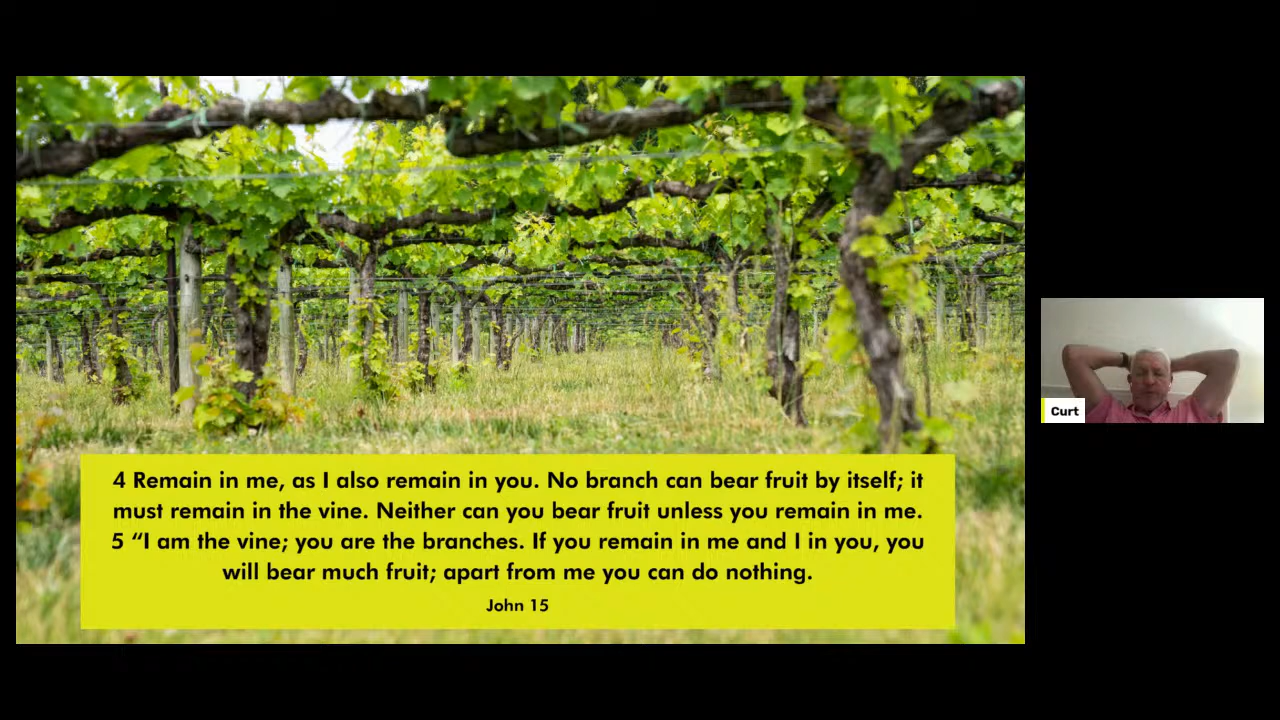 4 Remain in me, as I also remain in you. No branch can bear fruit by itself; it
must remain in the vine. Neither can you bear fruit unless you remain in me.
5 “I am the vine; you are the branches. If you remain in me and I in you, you
will bear much fruit; apart from me you can do nothing.
John 15
Curt